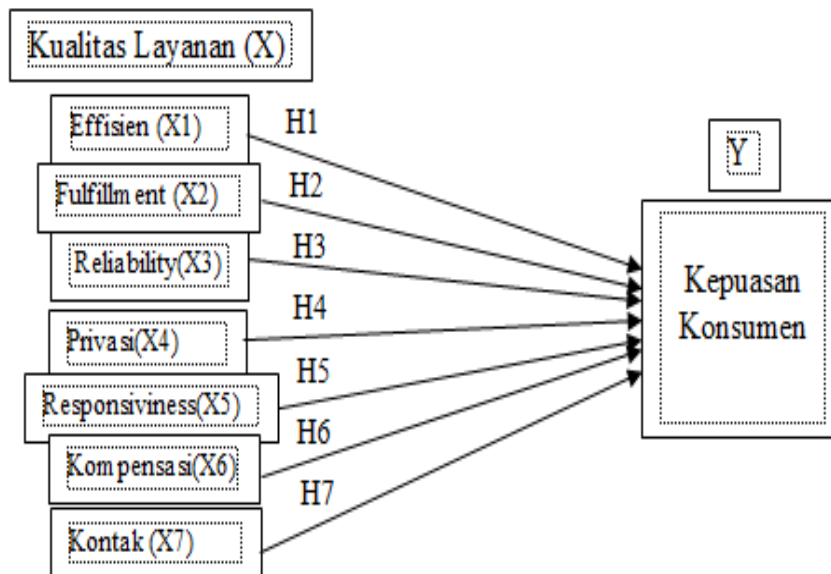 Kualitas Layanan (X)
Effisien (X1)
H1
Y
Fulfillment (X2)
H2
Reliability(X3)
H3
Kepuasan
Konsumen
Privasi(X4)
H4
Responsiviness(X5)
H5
Kompensasi(X6)
H6
Kontak (X7)
H7